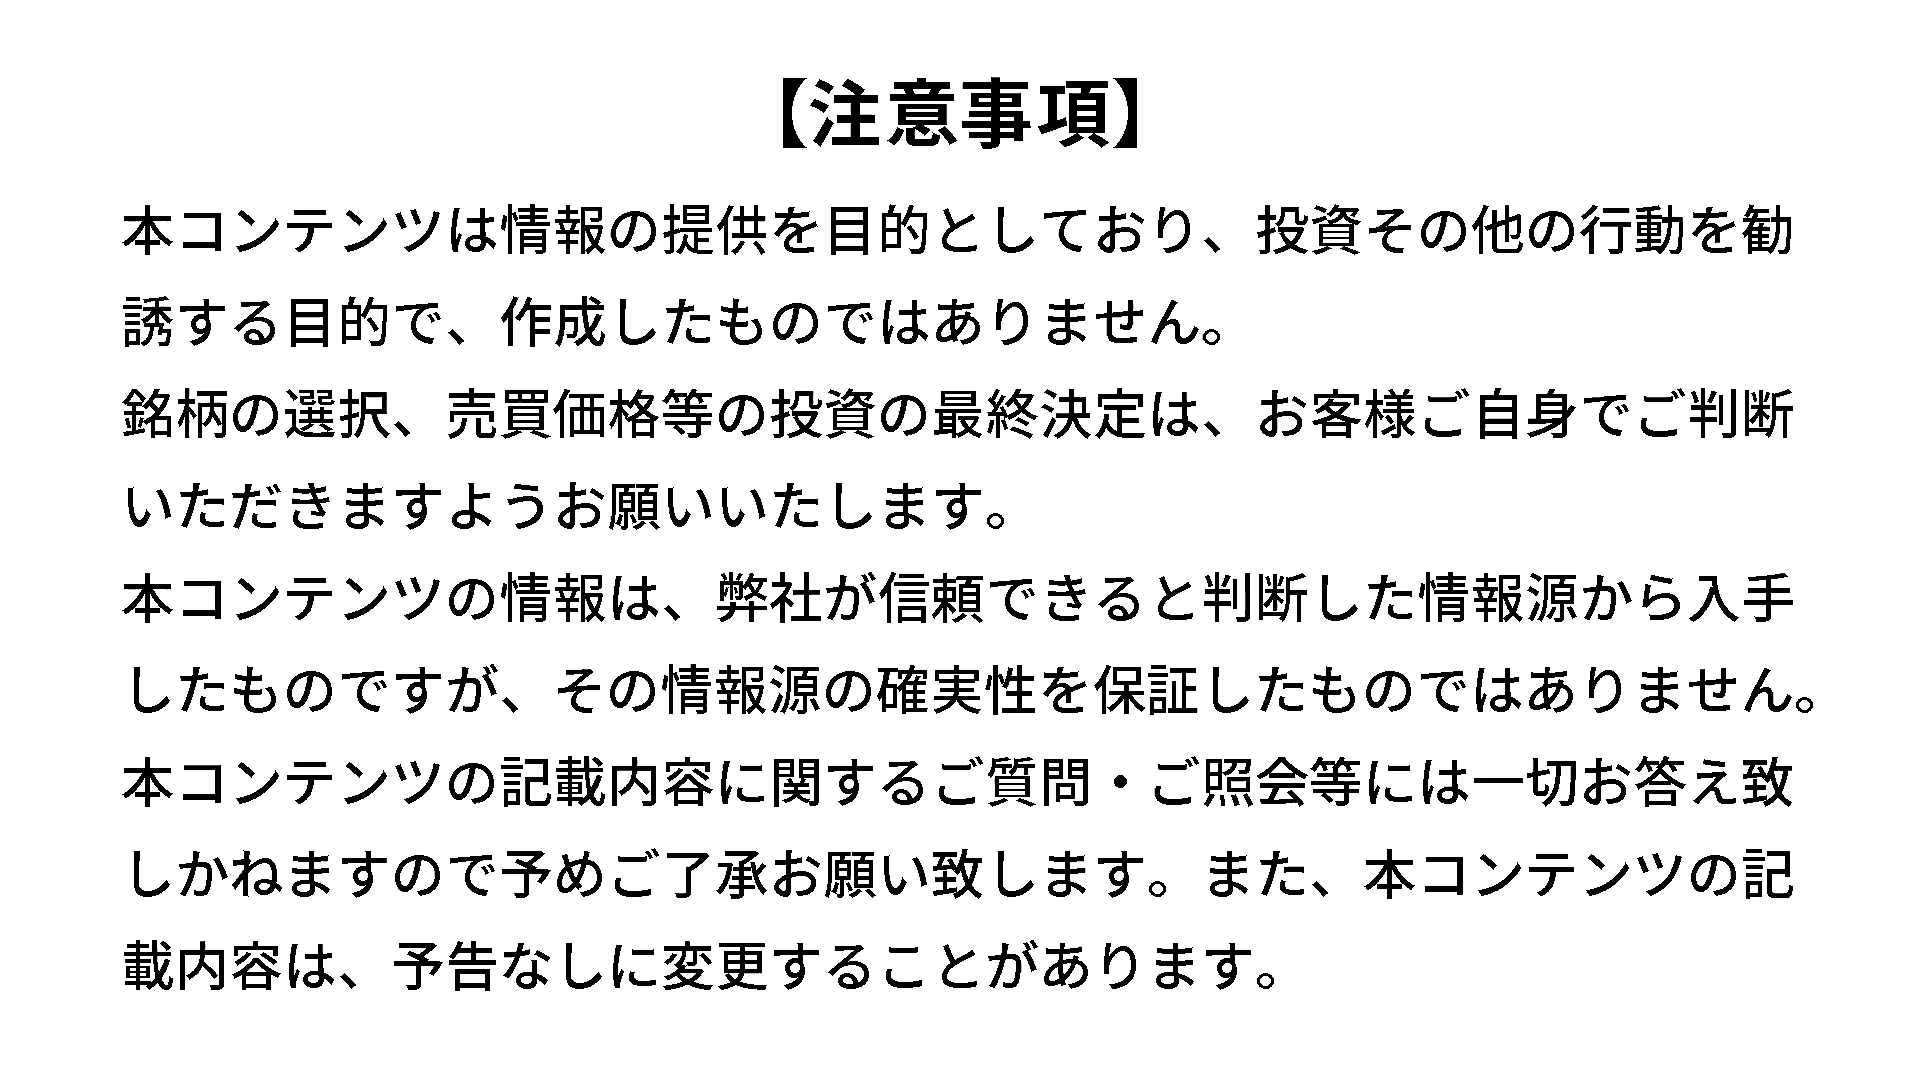 【注意事項】
本コンテンツは情報の提供を目的としており、投資その他の行動を勧
誘する目的で、作成したものではありません。
銘柄の選択、売買価格等の投資の最終決定は、お客様ご自身でご判断
いただきますようお願いいたします。
本コンテンツの情報は、弊社が信頼できると判断した情報源から入手
したものですが、その情報源の確実性を保証したものではありません。
本コンテンツの記載内容に関するご質問・ご照会等には一切お答え致
しかねますので予めご了承お願い致します。また、本コンテンツの記
載内容は、予告なしに変更することがあります。